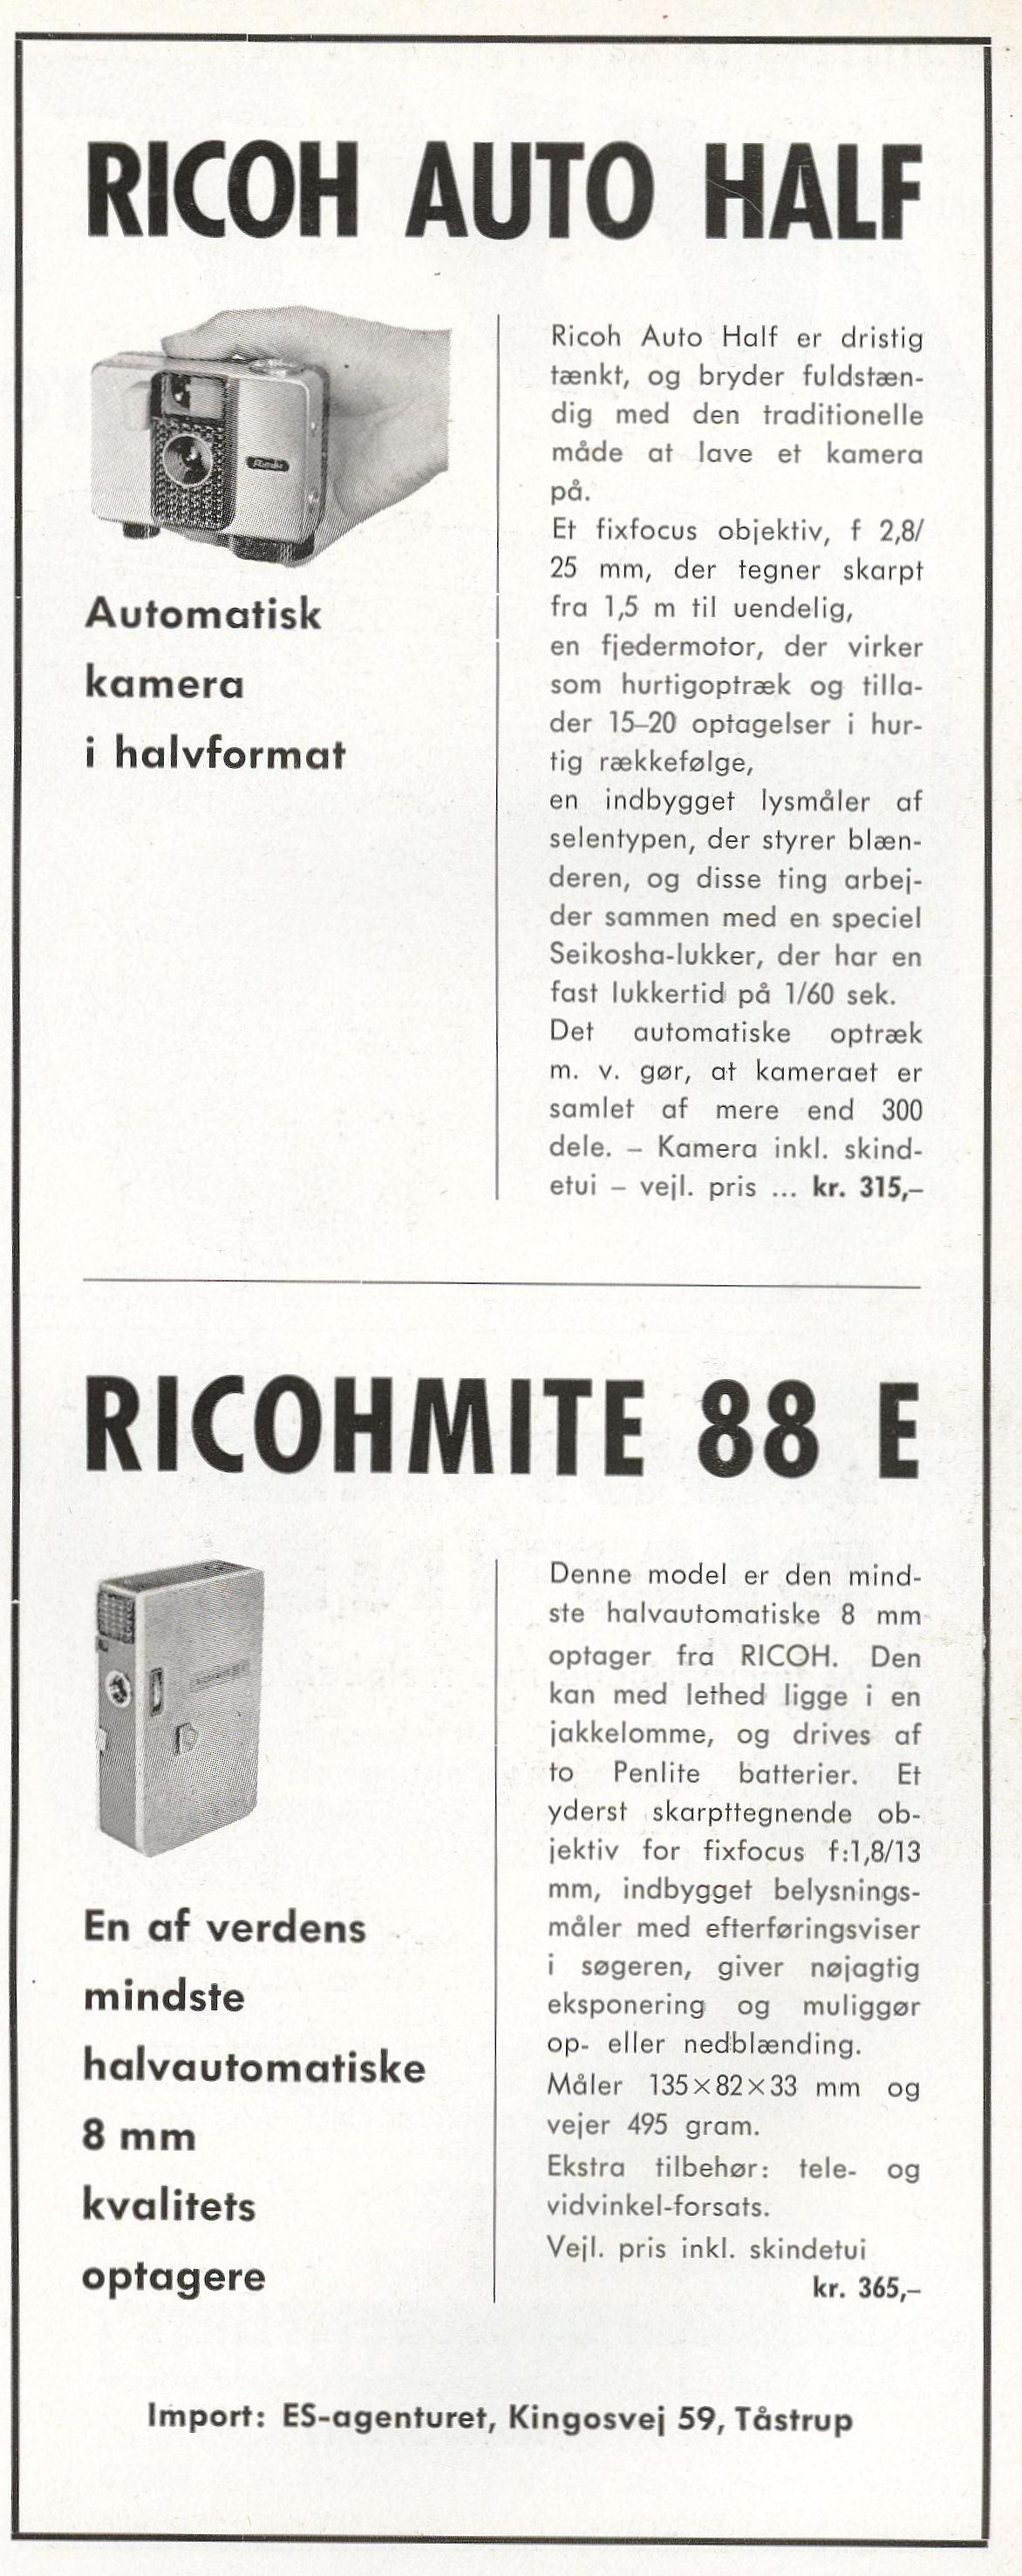 RICOH AUTO HALF
Ricoh
Automatisk
kamera
i halvformat
Ricoh Auto Half er dristig
tænkt, og bryder fuldstæn-
dig med den traditionelle
måde at lave et kamera
på.
Et fixfocus objektiv, f 2,8/
25 mm, der tegner skarpt
fra 1,5 m til uendelig,
en fjedermotor, der virker
som hurtigoptræk og tilla-
der 15–20 optagelser i hur-
tig rækkefølge,
en indbygget lysmåler af
selentypen, der styrer blæn-
deren, og disse ting arbej-
der sammen med en speciel
Seikosha-lukker, der har en
fast lukkertid på 1/60 sek.
Det automatiske optræk
m. v. gør, at kameraet er
samlet af mere end 300
dele. – Kamera inkl. skind-
etui – vejl. pris ... kr. 315,–
RICOHMITE 88 E
En af verdens
mindste
halvautomatiske
8 mm
kvalitets
optagere
Denne model er den mind-
ste halvautomatiske 8 mm
optager fra RICOH. Den
kan med lethed ligge i en
jakkelomme, og drives af
to Penlite batterier. Et
yderst skarpttegnende ob-
jektiv for fixfocus f:1,8/13
mm, indbygget belysnings-
måler med efterføringsviser
i søgeren, giver nøjagtig
eksponering og muliggør
op- eller nedblænding.
Måler 135×82×33 mm og
vejer 495 gram.
Ekstra tilbehør: tele- og
vidvinkel-forsats.
Vejl. pris inkl. skindetui
kr. 365,–
Import: ES-agenturet, Kingosvej 59, Tåstrup